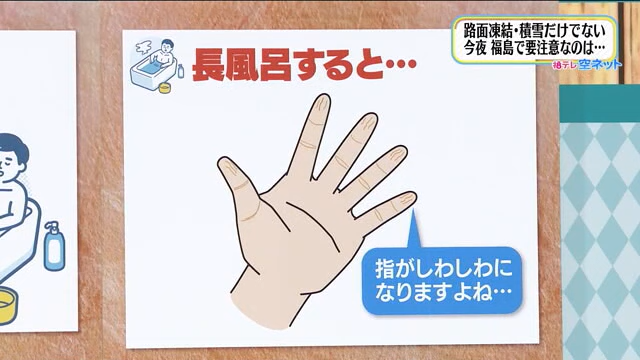 路面凍結・積雪だけでない
今夜 福島で要注意なのは…
福テレ 空ネット
長風呂すると…
指がしわしわに
なりますよね…